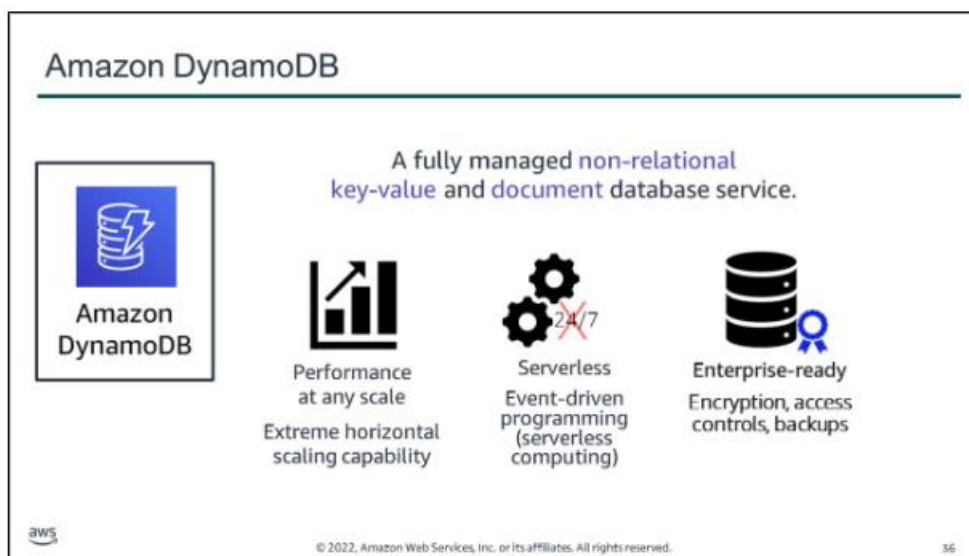 Amazon DynamoDB
A fully managed non-relational
key-value and document database service.
Amazon
DynamoDB
Performance
at any scale
Extreme horizontal
scaling capability
24/7
Serverless
Event-driven
programming
(serverless
computing)
Enterprise-ready
Encryption, access
controls, backups
aws
© 2022, Amazon Web Services, Inc. or its affiliates. All rights reserved.
36